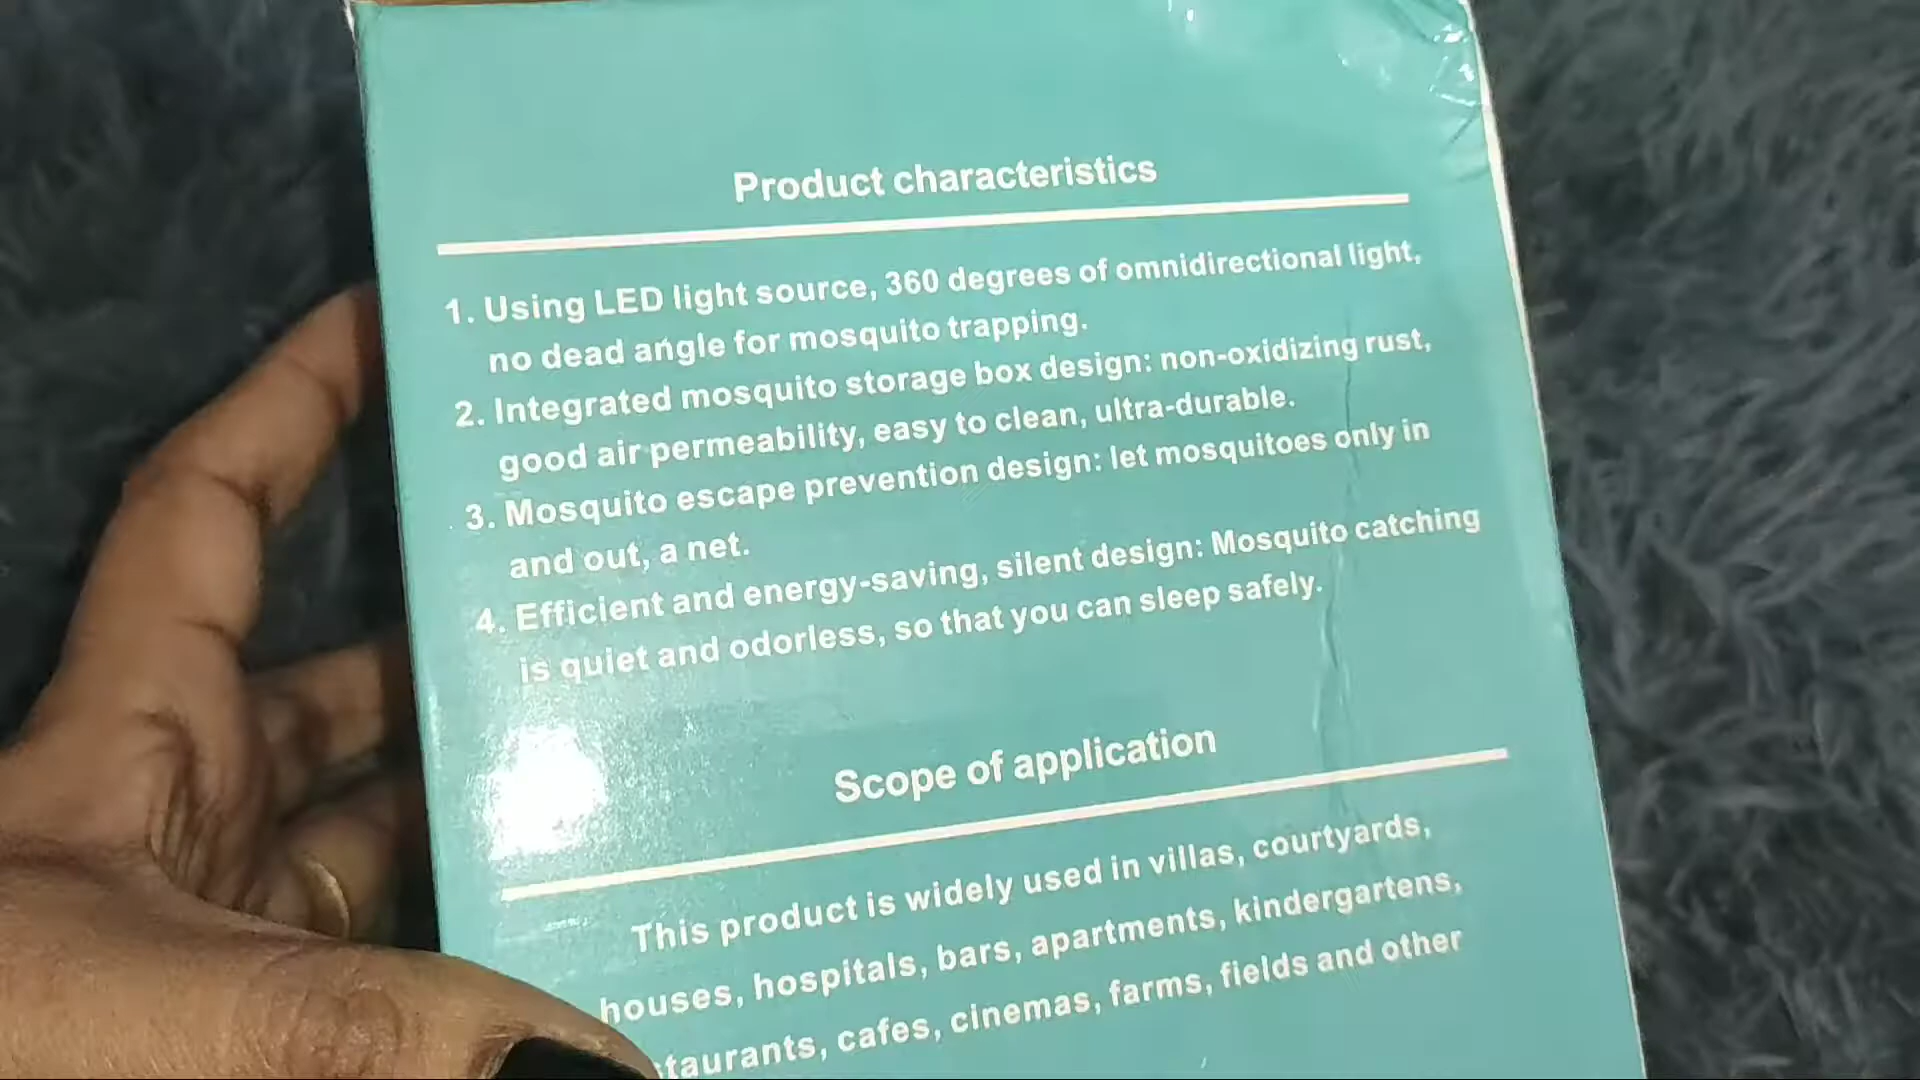 Product characteristics
1. Using LED light source, 360 degrees of omnidirectional light,
no dead angle for mosquito trapping.
2. Integrated mosquito storage box design: non-oxidizing rust,
good air permeability, easy to clean, ultra-durable.
3. Mosquito escape prevention design: let mosquitoes only in
and out, a net.
4. Efficient and energy-saving, silent design: Mosquito catching
is quiet and odorless, so that you can sleep safely.
Scope of application
This product is widely used in villas, courtyards,
houses, hospitals, bars, apartments, kindergartens,
cafes, cinemas, farms, fields and other